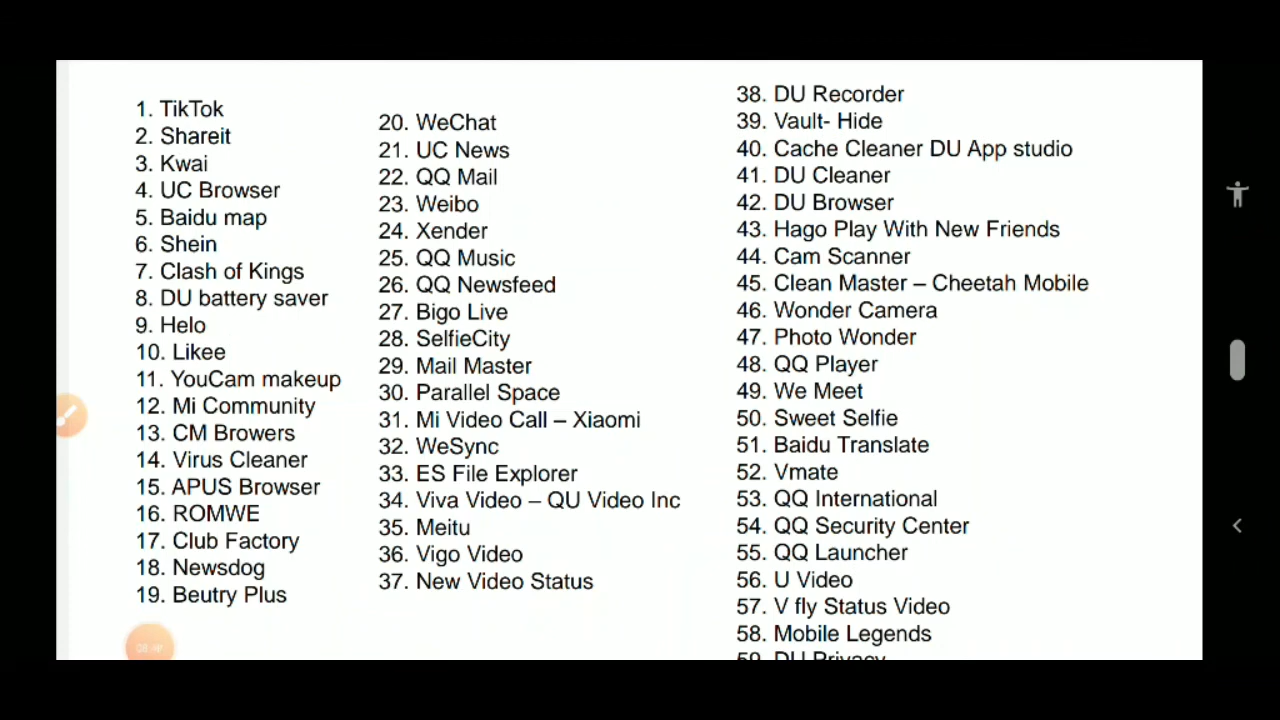 1. TikTok
2. Shareit
3. Kwai
4. UC Browser
5. Baidu map
6. Shein
7. Clash of Kings
8. DU battery saver
9. Helo
10. Likee
11. YouCam makeup
12. Mi Community
13. CM Browers
14. Virus Cleaner
15. APUS Browser
16. ROMWE
17. Club Factory
18. Newsdog
19. Beutry Plus
20. WeChat
21. UC News
22. QQ Mail
23. Weibo
24. Xender
25. QQ Music
26. QQ Newsfeed
27. Bigo Live
28. SelfieCity
29. Mail Master
30. Parallel Space
31. Mi Video Call – Xiaomi
32. WeSync
33. ES File Explorer
34. Viva Video – QU Video Inc
35. Meitu
36. Vigo Video
37. New Video Status
38. DU Recorder
39. Vault- Hide
40. Cache Cleaner DU App studio
41. DU Cleaner
42. DU Browser
43. Hago Play With New Friends
44. Cam Scanner
45. Clean Master – Cheetah Mobile
46. Wonder Camera
47. Photo Wonder
48. QQ Player
49. We Meet
50. Sweet Selfie
51. Baidu Translate
52. Vmate
53. QQ International
54. QQ Security Center
55. QQ Launcher
56. U Video
57. V fly Status Video
58. Mobile Legends
59. DU Privacy